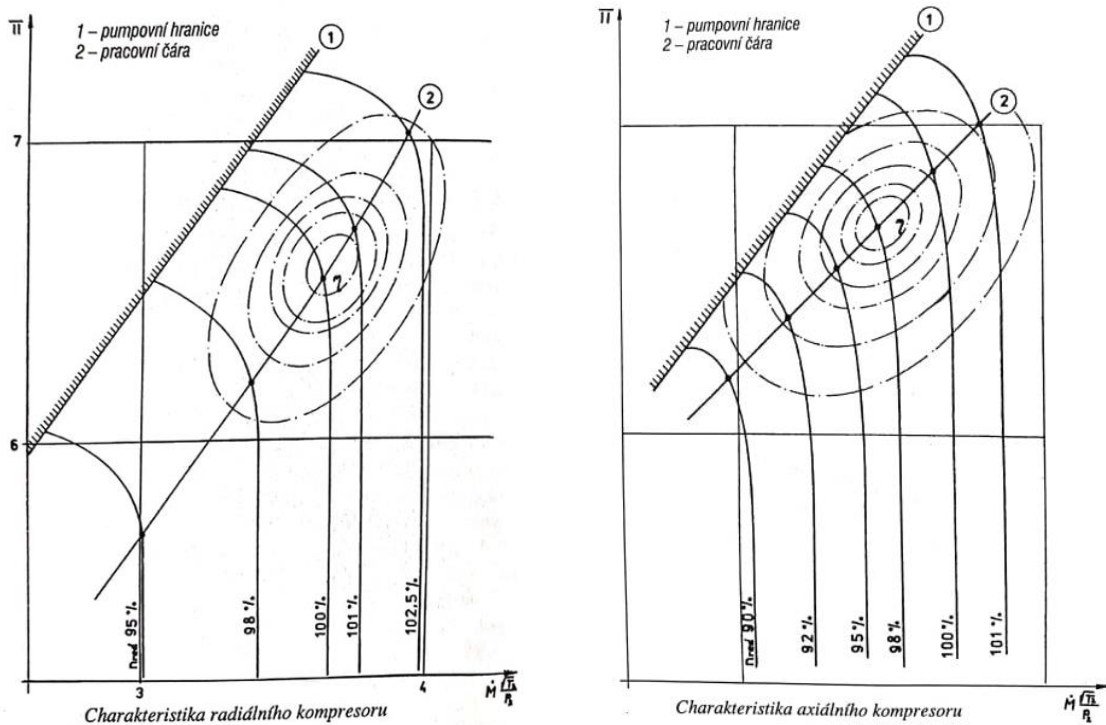 Π
1 – pumpovní hranice
2 – pracovní čára
1
2
7
6
η
nred 95 %
98 %
100 %
101 %
102,5 %
3
4
Ṁ √T₁/P₁
Charakteristika radiálního kompresoru
Π
1 – pumpovní hranice
2 – pracovní čára
1
2
η
nred 90 %
92 %
95 %
98 %
100 %
101 %
Ṁ √T₁/P₁
Charakteristika axiálního kompresoru